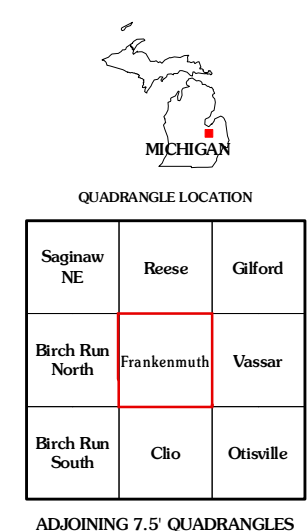 MICHIGAN
QUADRANGLE LOCATION
Saginaw
NE
Reese
Gilford
Birch Run
North
Frankenmuth
Vassar
Birch Run
South
Clio
Otisville
ADJOINING 7.5' QUADRANGLES